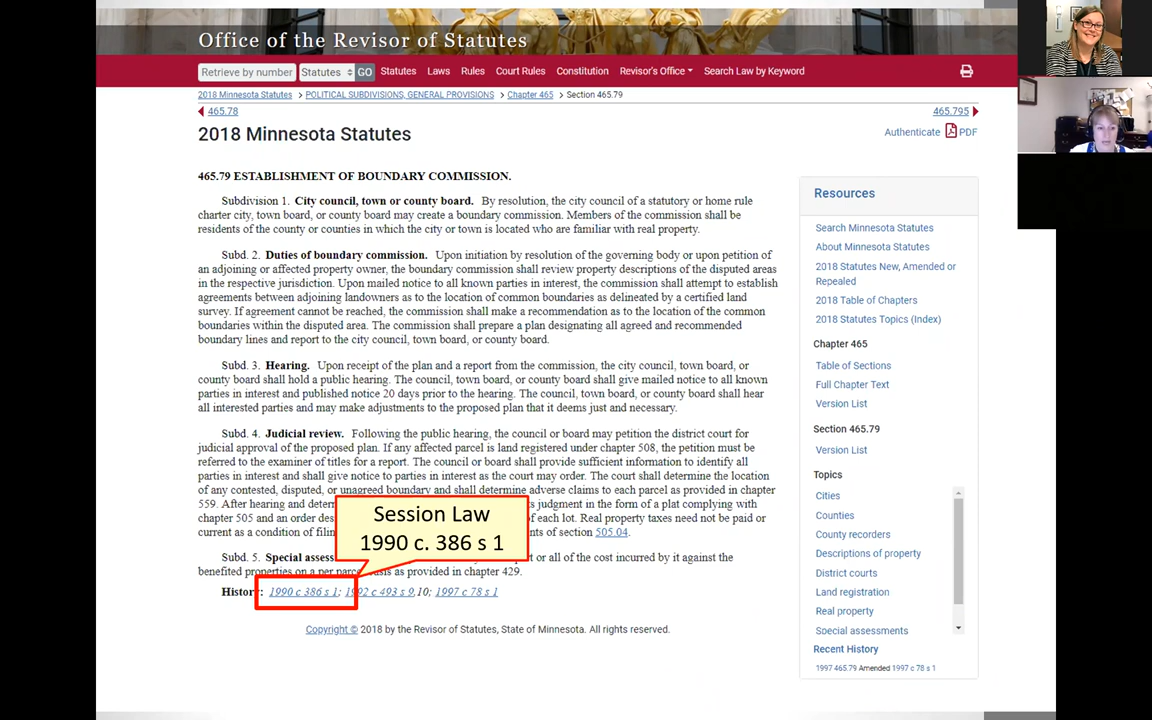 Office of the Revisor of Statutes
Retrieve by number Statutes GO Statutes Laws Rules Court Rules Constitution Revisor's Office Search Law by Keyword
2018 Minnesota Statutes > POLITICAL SUBDIVISIONS, GENERAL PROVISIONS > Chapter 465 > Section 465.79
465.78 465.795
2018 Minnesota Statutes
Authenticate PDF
465.79 ESTABLISHMENT OF BOUNDARY COMMISSION.
Subdivision 1. City council, town or county board. By resolution, the city council of a statutory or home rule
charter city, town board, or county board may create a boundary commission. Members of the commission shall be
residents of the county or counties in which the city or town is located who are familiar with real property.
Subd. 2. Duties of boundary commission. Upon initiation by resolution of the governing body or upon petition of
an adjoining or affected property owner, the boundary commission shall review property descriptions of the disputed areas
in the respective jurisdiction. Upon mailed notice to all known parties in interest, the commission shall attempt to establish
agreements between adjoining landowners as to the location of common boundaries as delineated by a certified land
survey. If agreement cannot be reached, the commission shall make a recommendation as to the location of the common
boundaries within the disputed area. The commission shall prepare a plan designating all agreed and recommended
boundary lines and report to the city council, town board, or county board.
Subd. 3. Hearing. Upon receipt of the plan and a report from the commission, the city council, town board, or
county board shall hold a public hearing. The council, town board, or county board shall give mailed notice to all known
parties in interest and published notice 20 days prior to the hearing. The council, town board, or county board shall hear
all interested parties and may make adjustments to the proposed plan that it deems just and necessary.
Subd. 4. Judicial review. Following the public hearing, the council or board may petition the district court for
judicial approval of the proposed plan. If any affected parcel is land registered under chapter 508, the petition must be
referred to the examiner of titles for a report. The council or board shall provide sufficient information to identify all
parties in interest and shall give notice to parties in interest as the court may order. The court shall determine the location
of any contested, disputed, or unagreed boundary and shall determine adverse claims to each parcel as provided in chapter
559. After hearing and deter its judgment in the form of a plat complying with
chapter 505 and an order des of each lot. Real property taxes need not be paid or
current as a condition of filin nts of section 505.04.
Session Law
1990 c. 386 s 1
Subd. 5. Special assess rt or all of the cost incurred by it against the
benefited properties on a per parcel basis as provided in chapter 429.
History: 1990 c 386 s 1; 1992 c 493 s 9,10; 1997 c 78 s 1
Copyright © 2018 by the Revisor of Statutes, State of Minnesota. All rights reserved.
Resources
Search Minnesota Statutes
About Minnesota Statutes
2018 Statutes New, Amended or
Repealed
2018 Table of Chapters
2018 Statutes Topics (Index)
Chapter 465
Table of Sections
Full Chapter Text
Version List
Section 465.79
Version List
Topics
Cities
Counties
County recorders
Descriptions of property
District courts
Land registration
Real property
Special assessments
Recent History
1997 465.79 Amended 1997 c 78 s 1